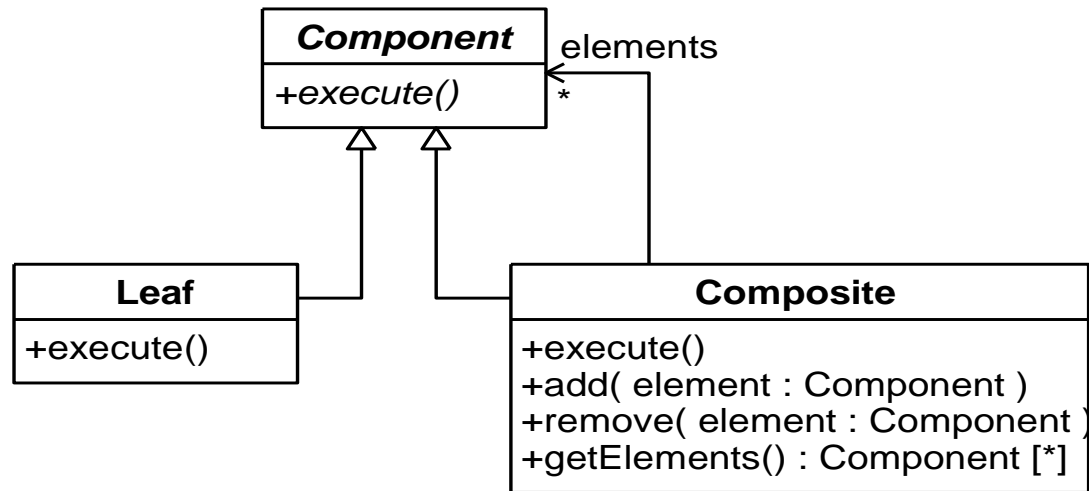 Component
elements
+execute()
*
Leaf
+execute()
Composite
+execute()
+add( element : Component )
+remove( element : Component )
+getElements() : Component [*]